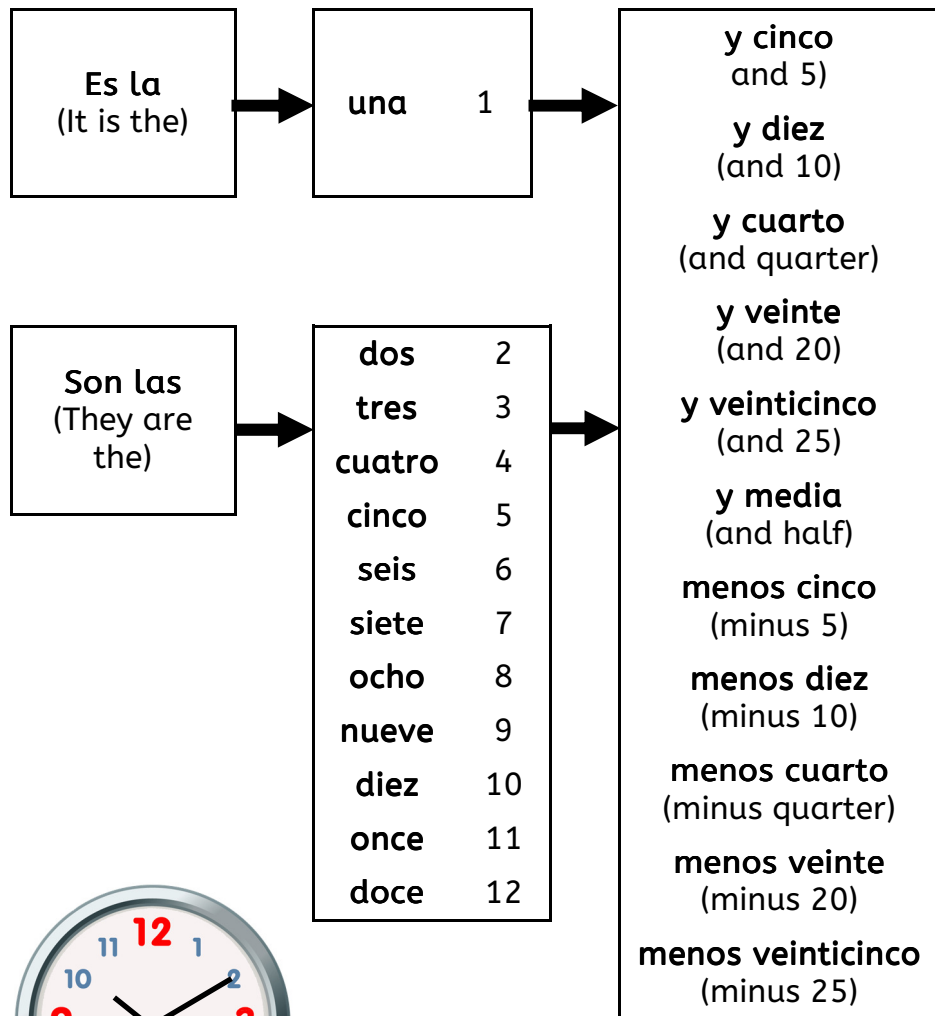 Es la
(It is the)
una 1
y cinco
and 5)
y diez
(and 10)
y cuarto
(and quarter)
y veinte
(and 20)
y veinticinco
(and 25)
y media
(and half)
menos cinco
(minus 5)
menos diez
(minus 10)
menos cuarto
(minus quarter)
menos veinte
(minus 20)
menos veinticinco
(minus 25)
Son las
(They are
the)
dos 2
tres 3
cuatro 4
cinco 5
seis 6
siete 7
ocho 8
nueve 9
diez 10
once 11
doce 12
11 12 1
10 2